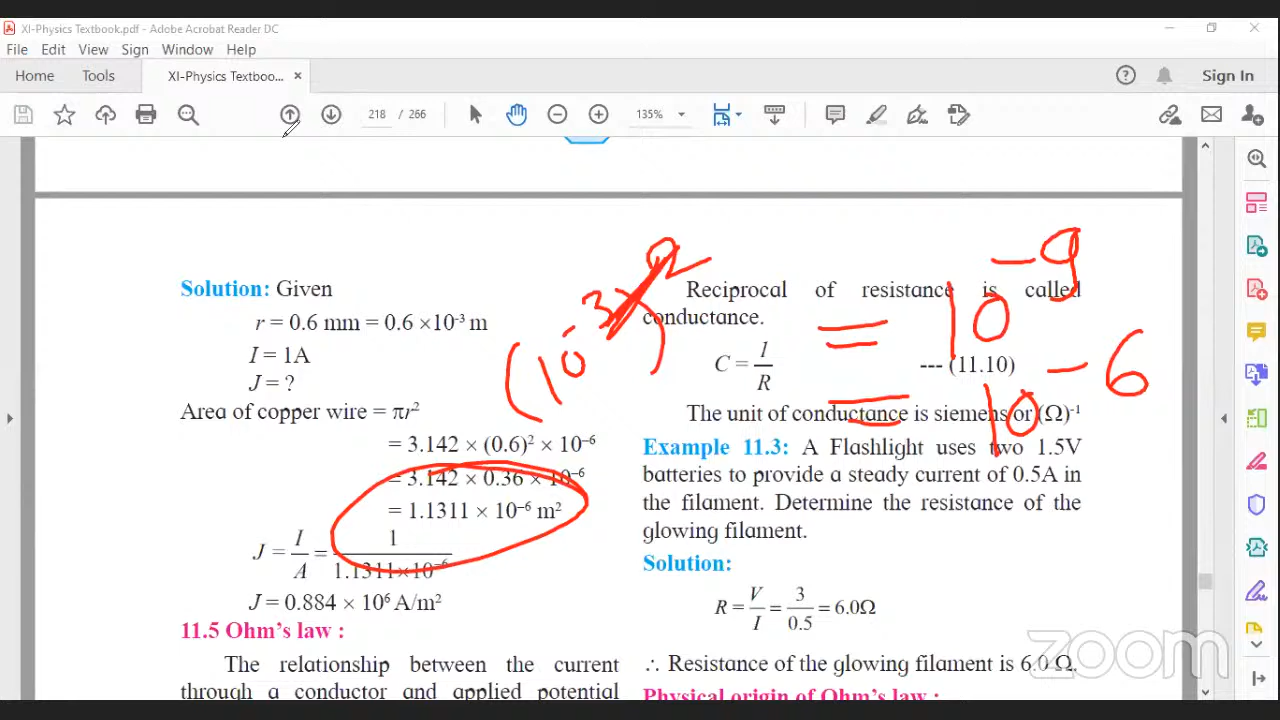 XI-Physics Textbook.pdf - Adobe Acrobat Reader DC
File Edit View Sign Window Help
Home Tools XI-Physics Textboo... × Sign In
218 / 266 135%
Solution: Given
r = 0.6 mm = 0.6 ×10⁻³ m
I = 1A
J = ?
Area of copper wire = πr²
= 3.142 × (0.6)² × 10⁻⁶
= 3.142 × 0.36 × 10⁻⁶
= 1.1311 × 10⁻⁶ m²
J = I/A = 1/1.1311×10⁻⁶
J = 0.884 × 10⁶ A/m²
11.5 Ohm's law :
The relationship between the current
through a conductor and applied potential
(10⁻³)²
= 10⁻⁹
= 10⁻⁶
Reciprocal of resistance is called
conductance.
C = 1/R --- (11.10)
The unit of conductance is siemens or (Ω)⁻¹
Example 11.3: A Flashlight uses two 1.5V
batteries to provide a steady current of 0.5A in
the filament. Determine the resistance of the
glowing filament.
Solution:
R = V/I = 3/0.5 = 6.0Ω
∴ Resistance of the glowing filament is 6.0 Ω.
Physical origin of Ohm's law :
zoom